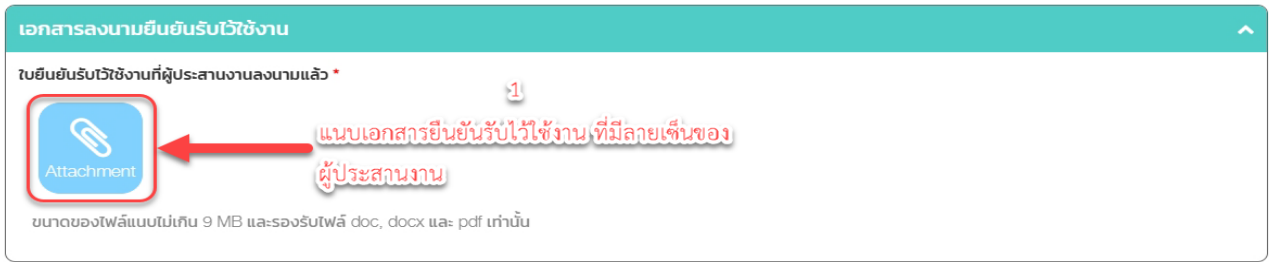 เอกสารลงนามยืนยันรับไว้ใช้งาน
ใบยืนยันรับไว้ใช้งานที่ผู้ประสานงานลงนามแล้ว *
1
แนบเอกสารยืนยันรับไว้ใช้งาน ที่มีลายเซ็นของ
ผู้ประสานงาน
Attachment
ขนาดของไฟล์แนบไม่เกิน 9 MB และรองรับไฟล์ doc, docx และ pdf เท่านั้น